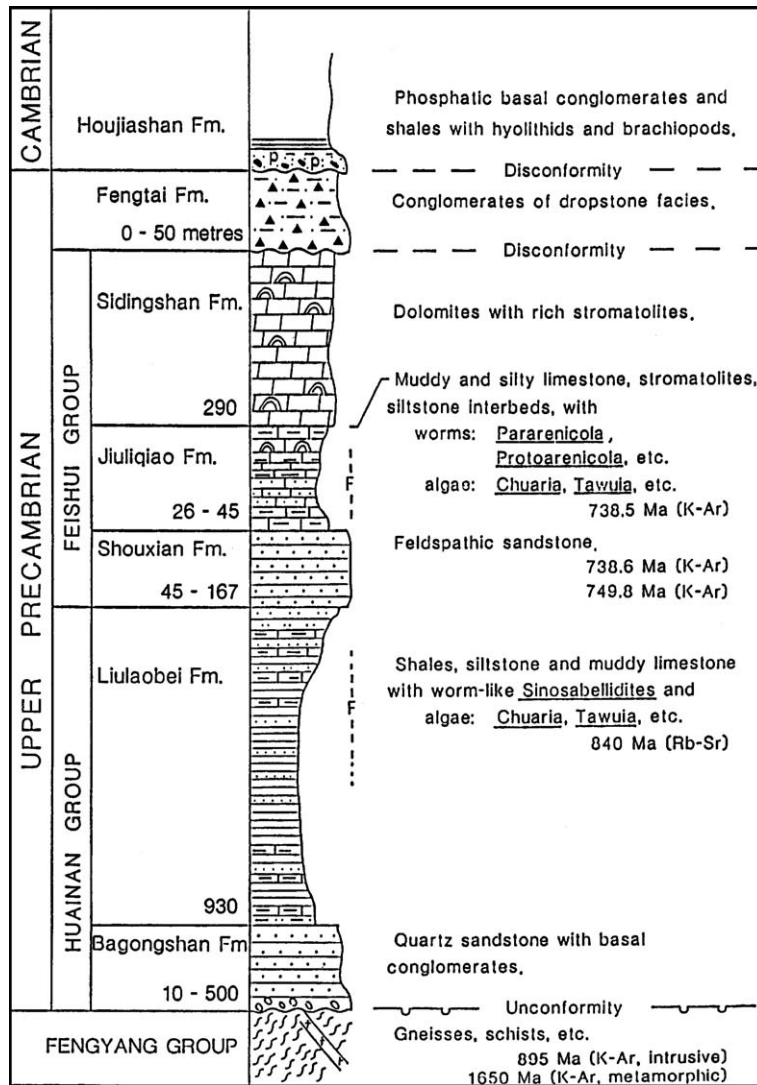 CAMBRIAN
Houjiashan Fm.
Phosphatic basal conglomerates and
shales with hyolithids and brachiopods.
P P P
Disconformity
UPPER PRECAMBRIAN
Fengtai Fm.
0 - 50 metres
Conglomerates of dropstone facies.
Disconformity
FEISHUI GROUP
Sidingshan Fm.
290
Dolomites with rich stromatolites.
Jiuliqiao Fm.
26 - 45
F
Muddy and silty limestone, stromatolites,
siltstone interbeds, with
worms: Pararenicola,
Protoarenicola, etc.
algae: Chuaria, Tawuia, etc.
738.5 Ma (K-Ar)
Shouxian Fm.
45 - 167
Feldspathic sandstone.
738.6 Ma (K-Ar)
749.8 Ma (K-Ar)
HUAINAN GROUP
Liulaobei Fm.
930
F
Shales, siltstone and muddy limestone
with worm-like Sinosabellidites and
algae: Chuaria, Tawuia, etc.
840 Ma (Rb-Sr)
Bagongshan Fm
10 - 500
Quartz sandstone with basal
conglomerates.
Unconformity
FENGYANG GROUP
Gneisses, schists, etc.
895 Ma (K-Ar, intrusive)
1650 Ma (K-Ar, metamorphic)